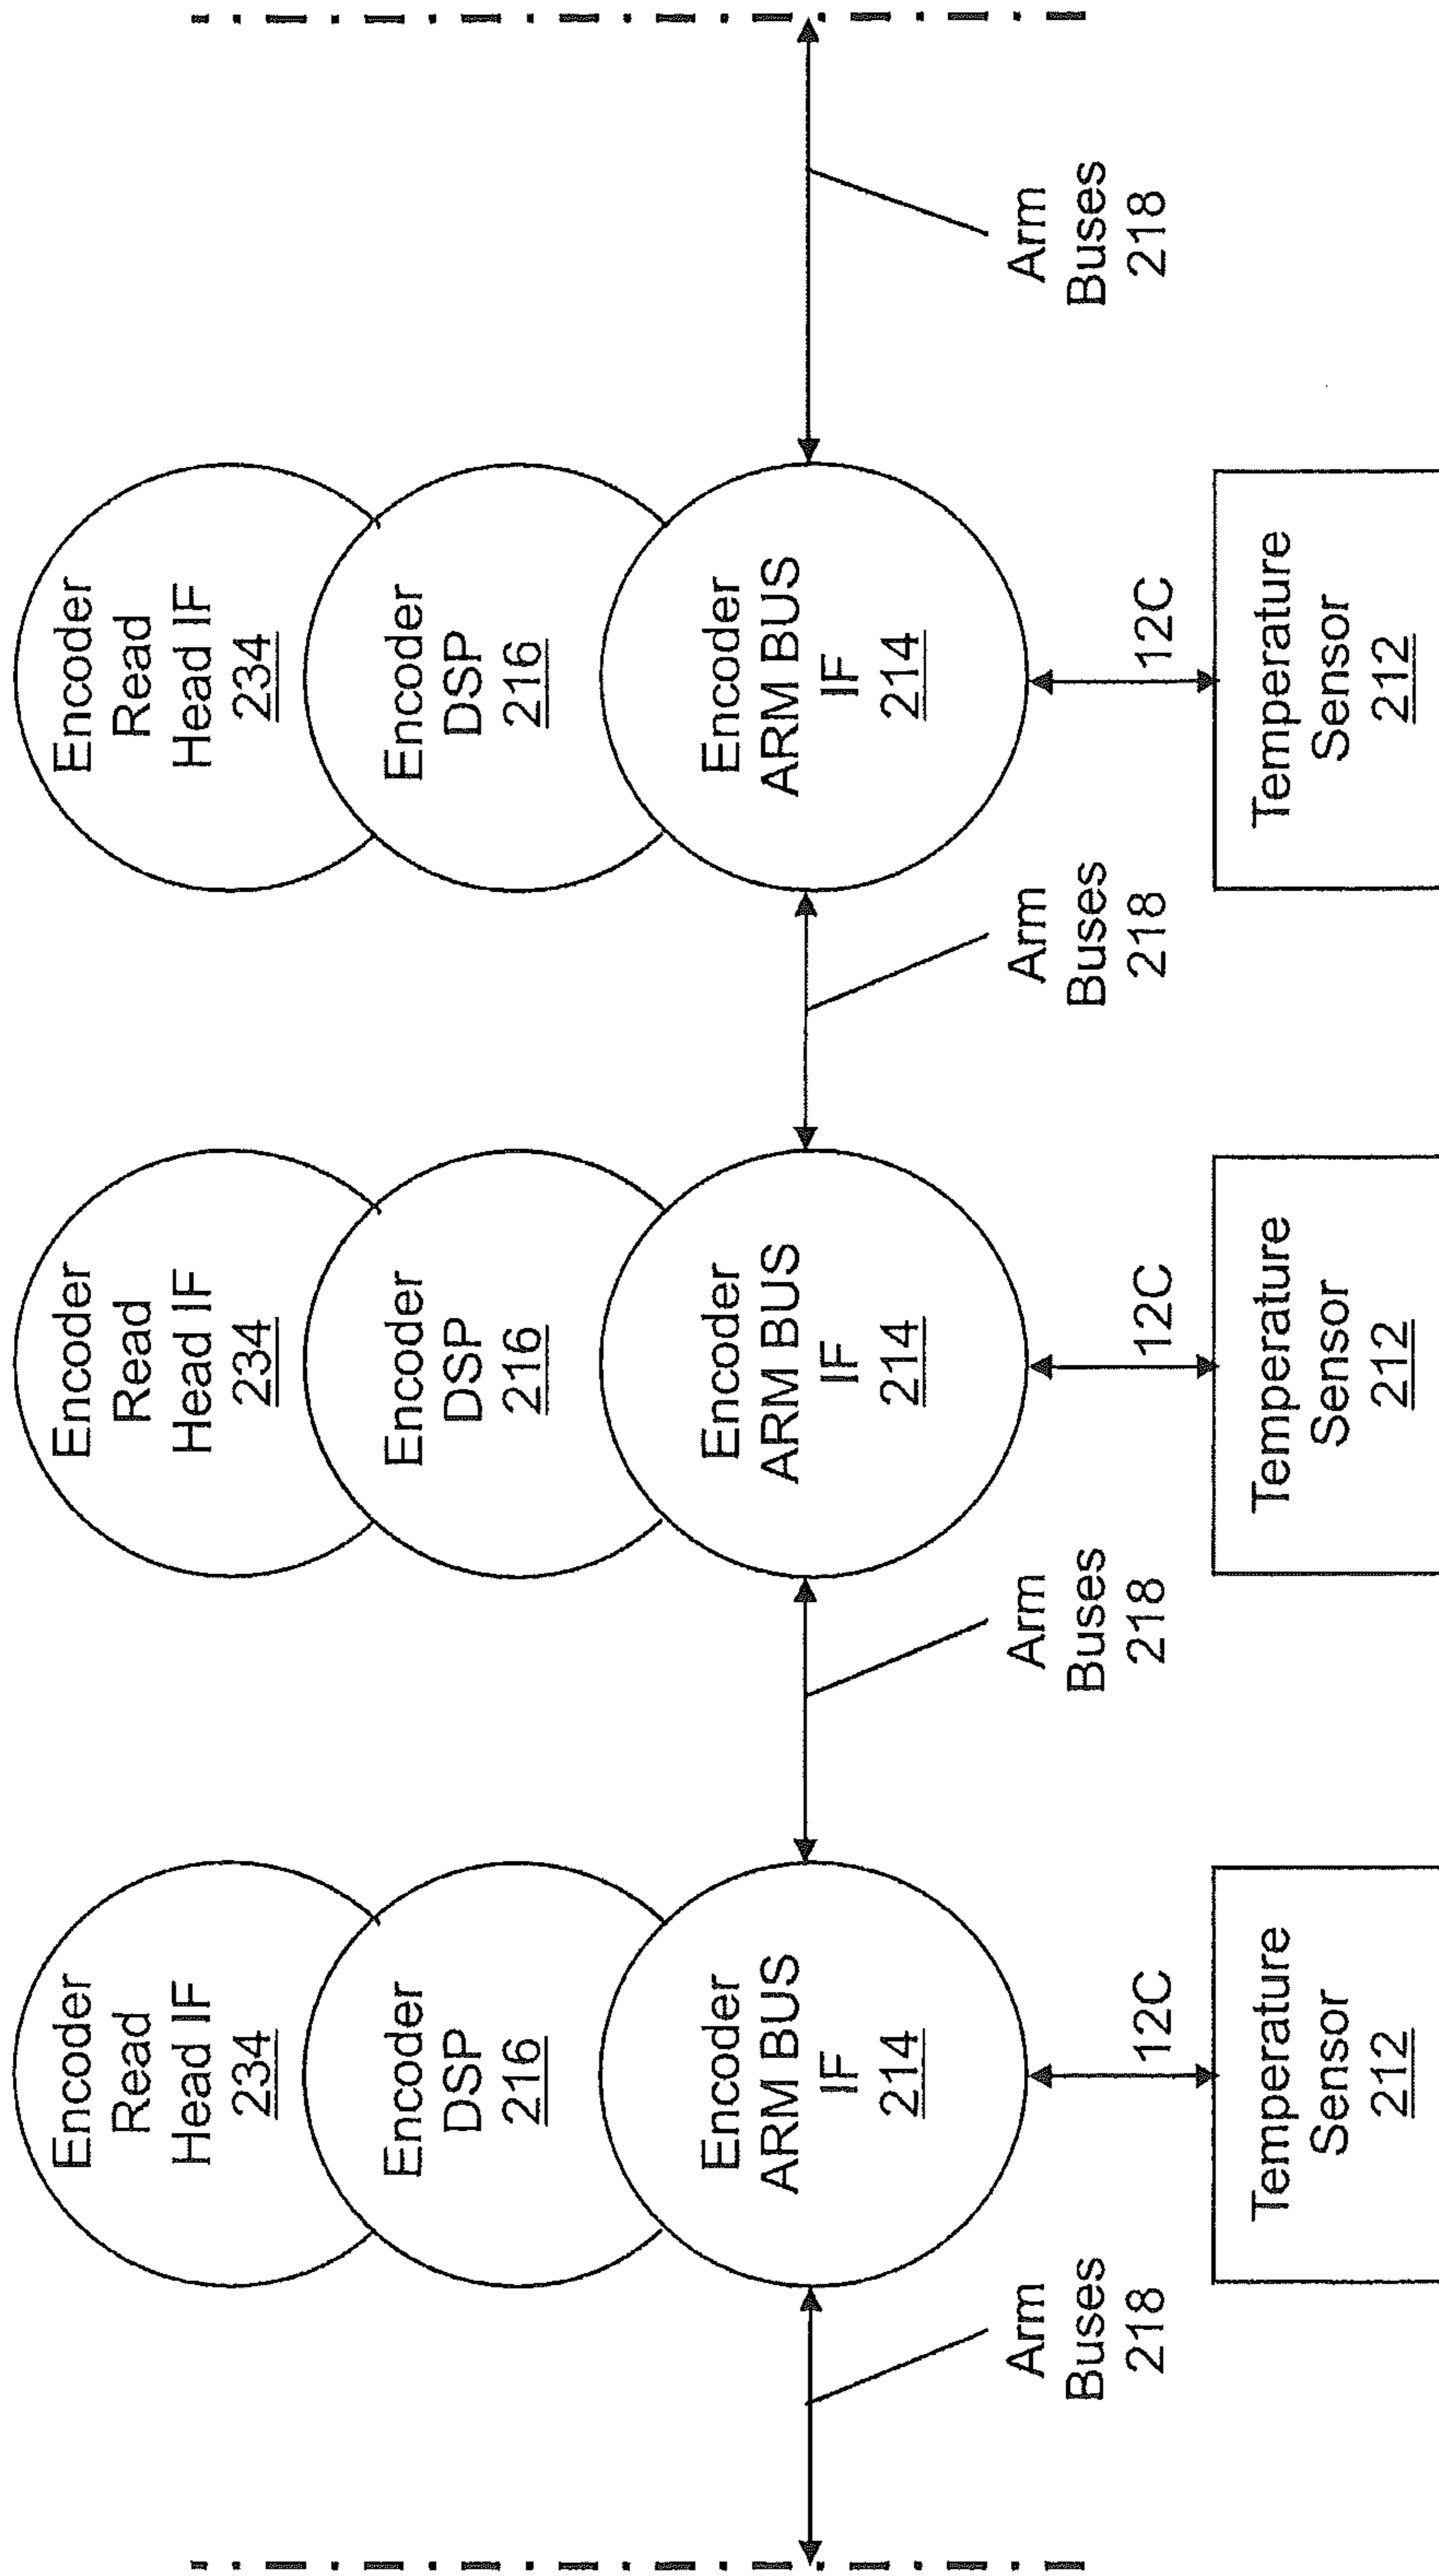 Encoder
Read
Head IF
234
Encoder
DSP
216
Encoder
ARM BUS
IF
214
12C
Temperature
Sensor
212
Arm
Buses
218
Encoder
Read
Head IF
234
Encoder
DSP
216
Encoder
ARM BUS
IF
214
12C
Temperature
Sensor
212
Arm
Buses
218
Encoder
Read
Head IF
234
Encoder
DSP
216
Encoder
ARM BUS
IF
214
12C
Temperature
Sensor
212
Arm
Buses
218
Arm
Buses
218